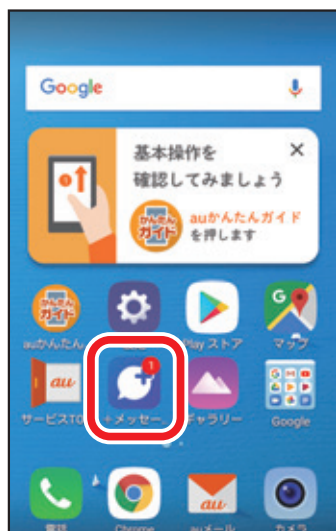 Google
基本操作を
確認してみましょう
かんたん
ガイド
auかんたんガイド
を押します
かんたん
ガイド
G
1
auかんたん
Play ストア
マップ
au
サービスTO
+メッセー
ギャラリー
Google
au
電話
Chrome
auメール
カメラ